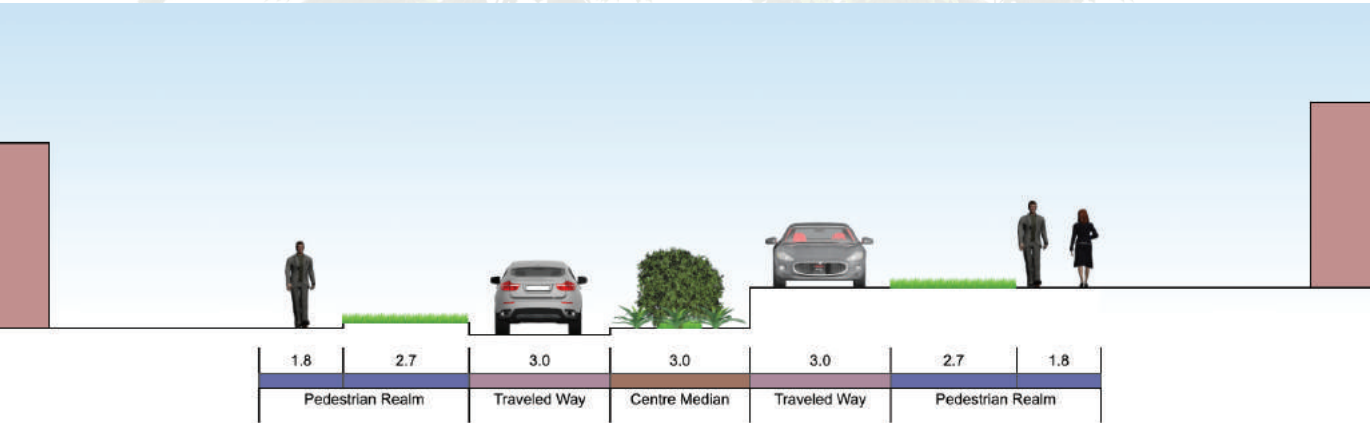 1.8 2.7 3.0 3.0 3.0 2.7 1.8
Pedestrian Realm Traveled Way Centre Median Traveled Way Pedestrian Realm